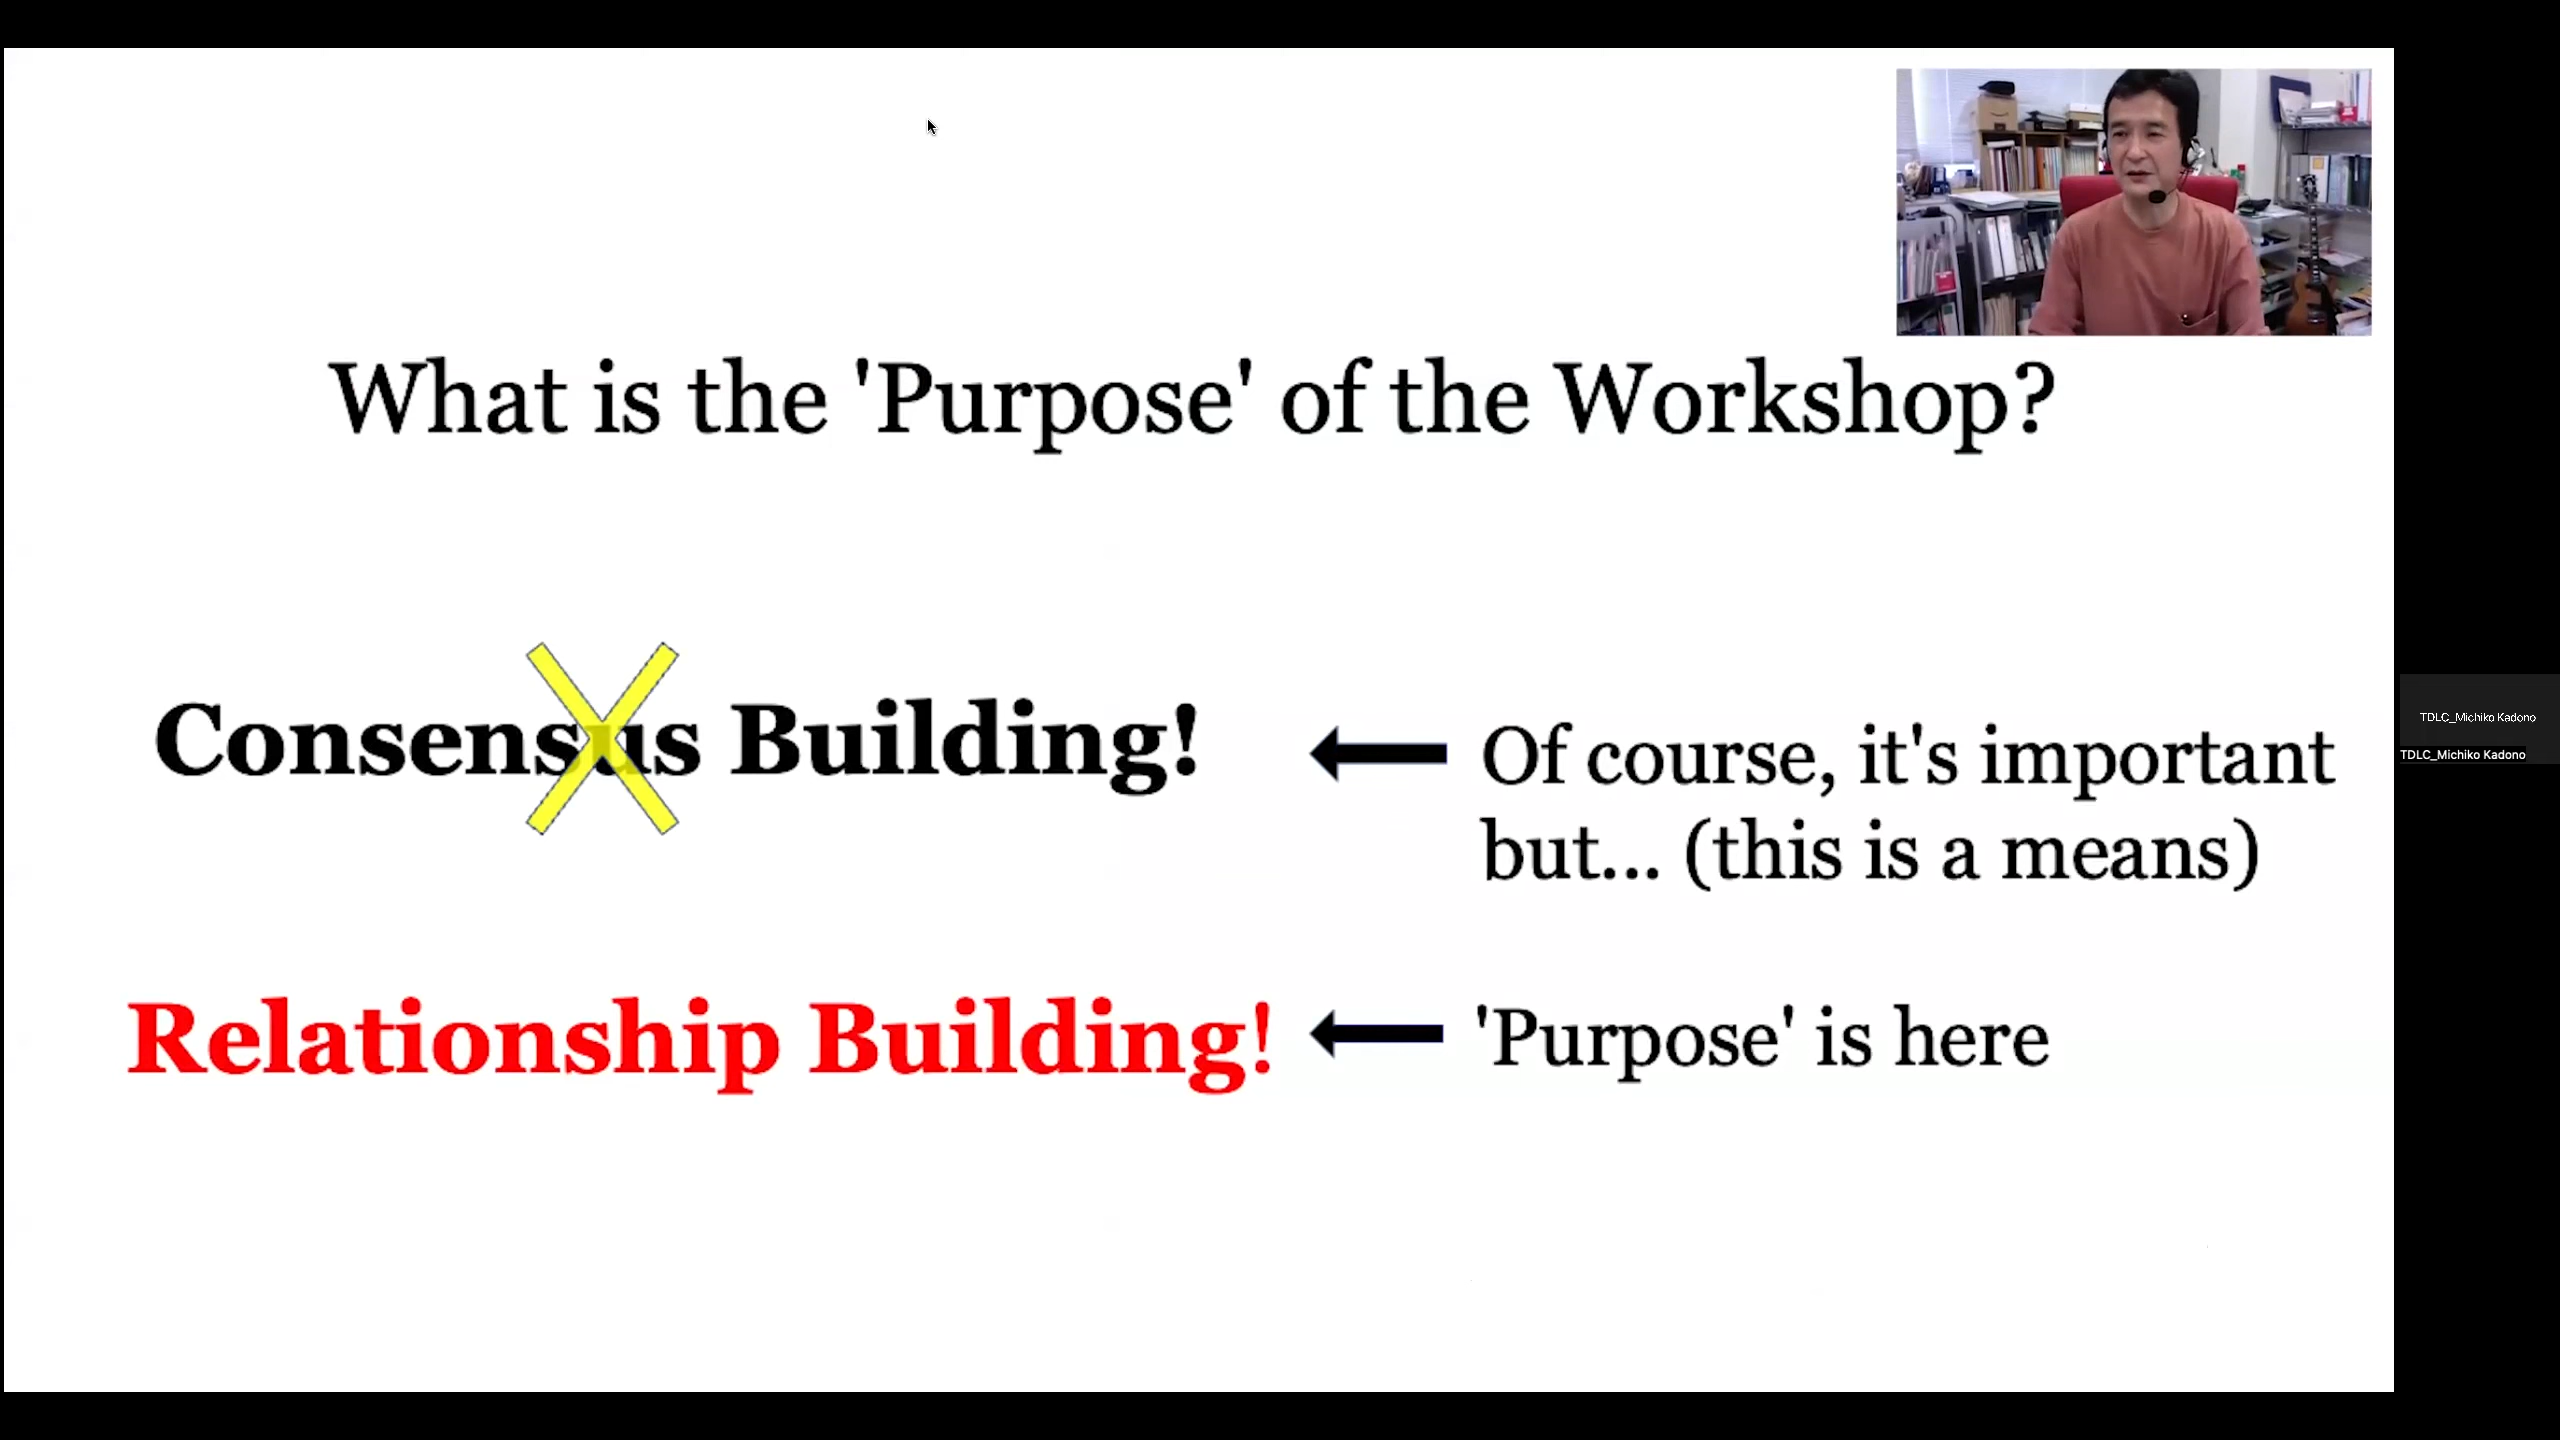 What is the 'Purpose' of the Workshop?
Consensus Building!
Of course, it's important
but... (this is a means)
Relationship Building!
'Purpose' is here
TDLC_Michiko Kadono
TDLC_Michiko Kadono